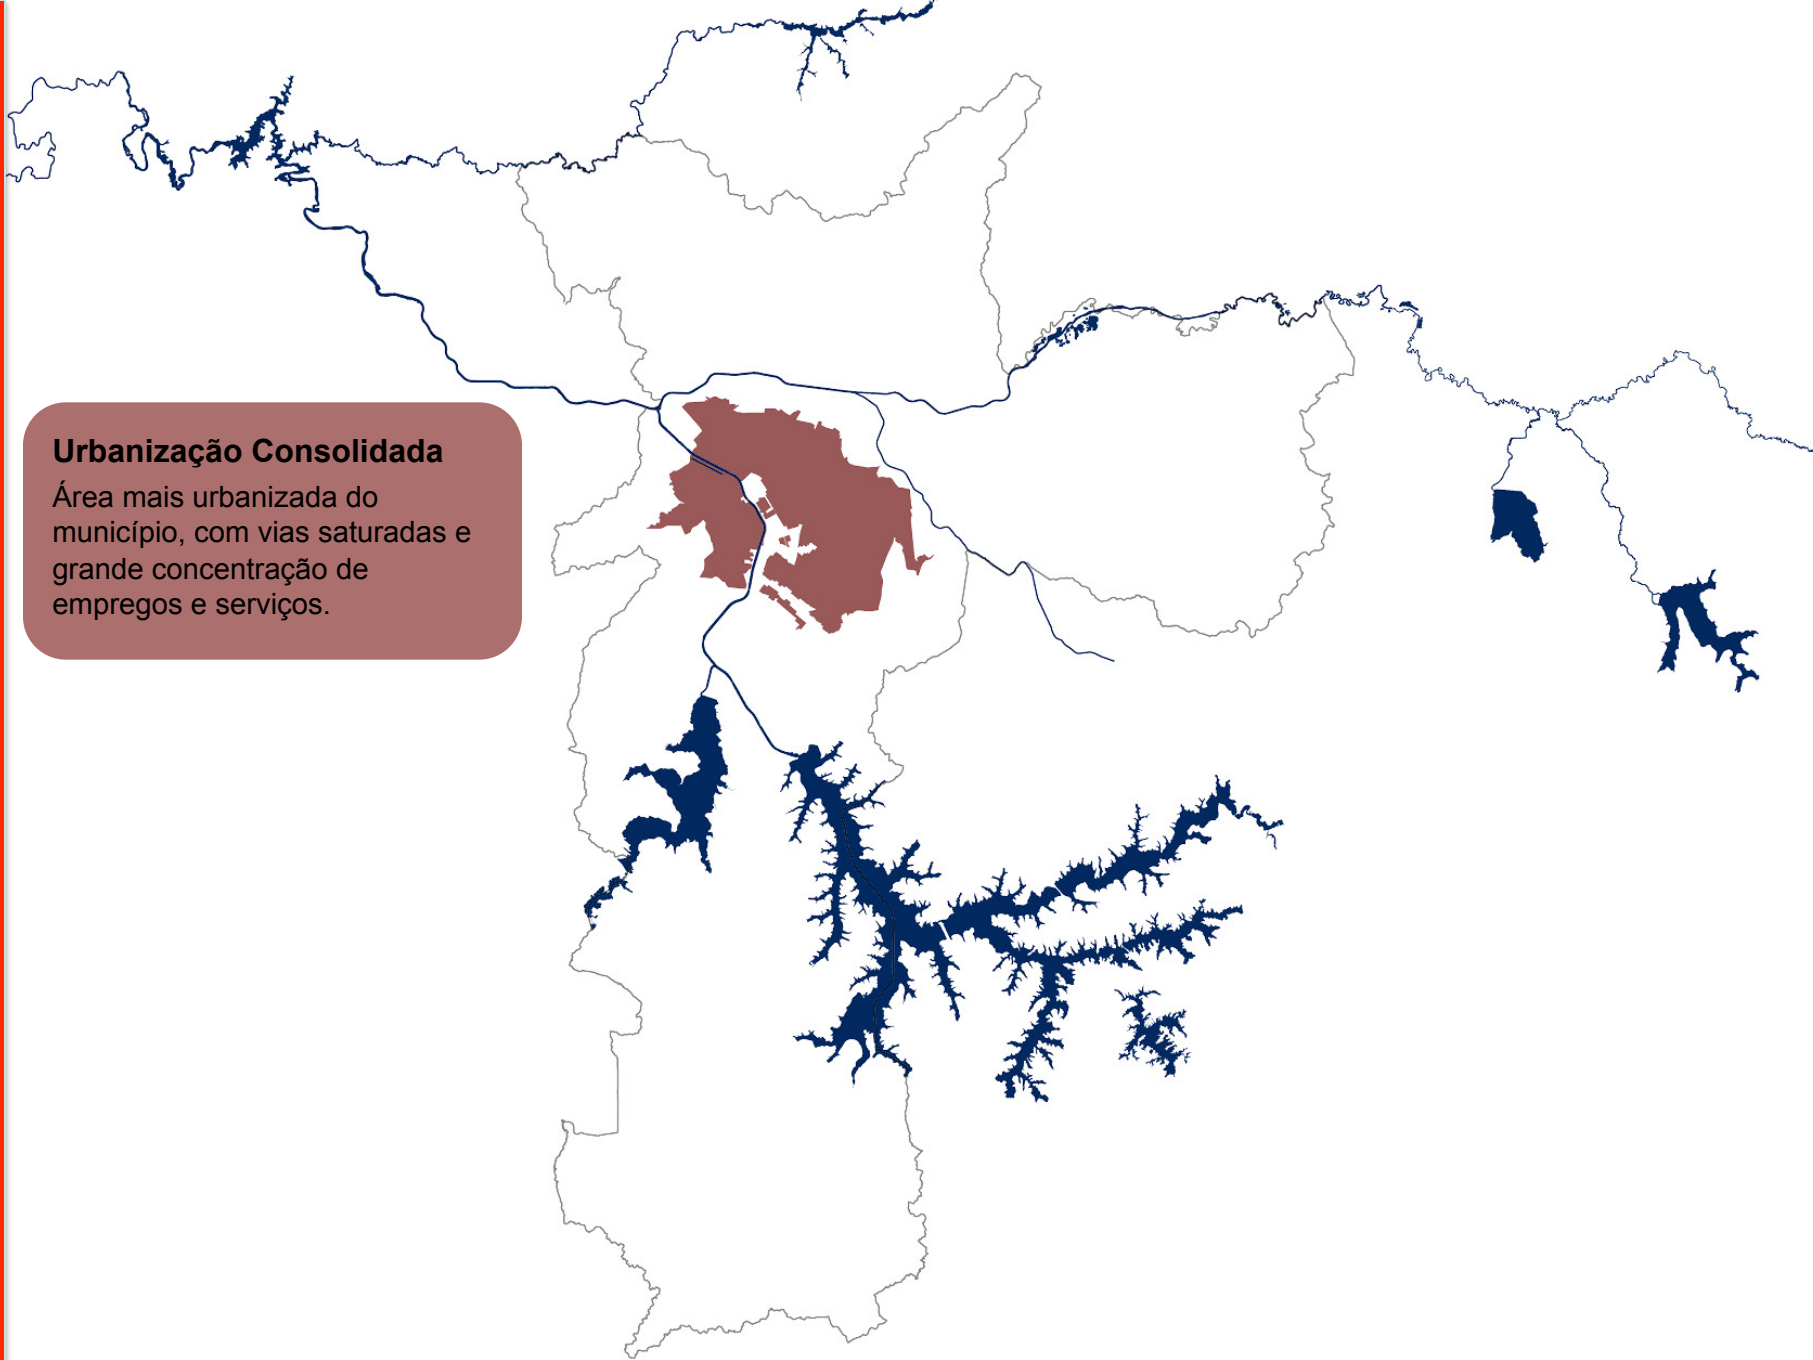 Urbanização Consolidada
Área mais urbanizada do
município, com vias saturadas e
grande concentração de
empregos e serviços.